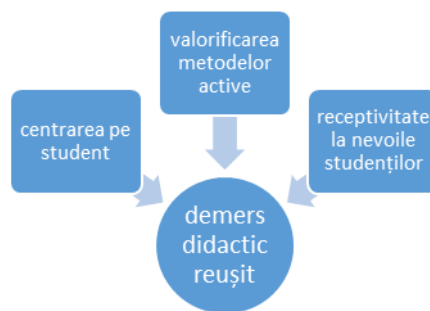 valorificarea
metodelor
active
centrarea pe
student
receptivitate
la nevoile
studenților
demers
didactic
reușit